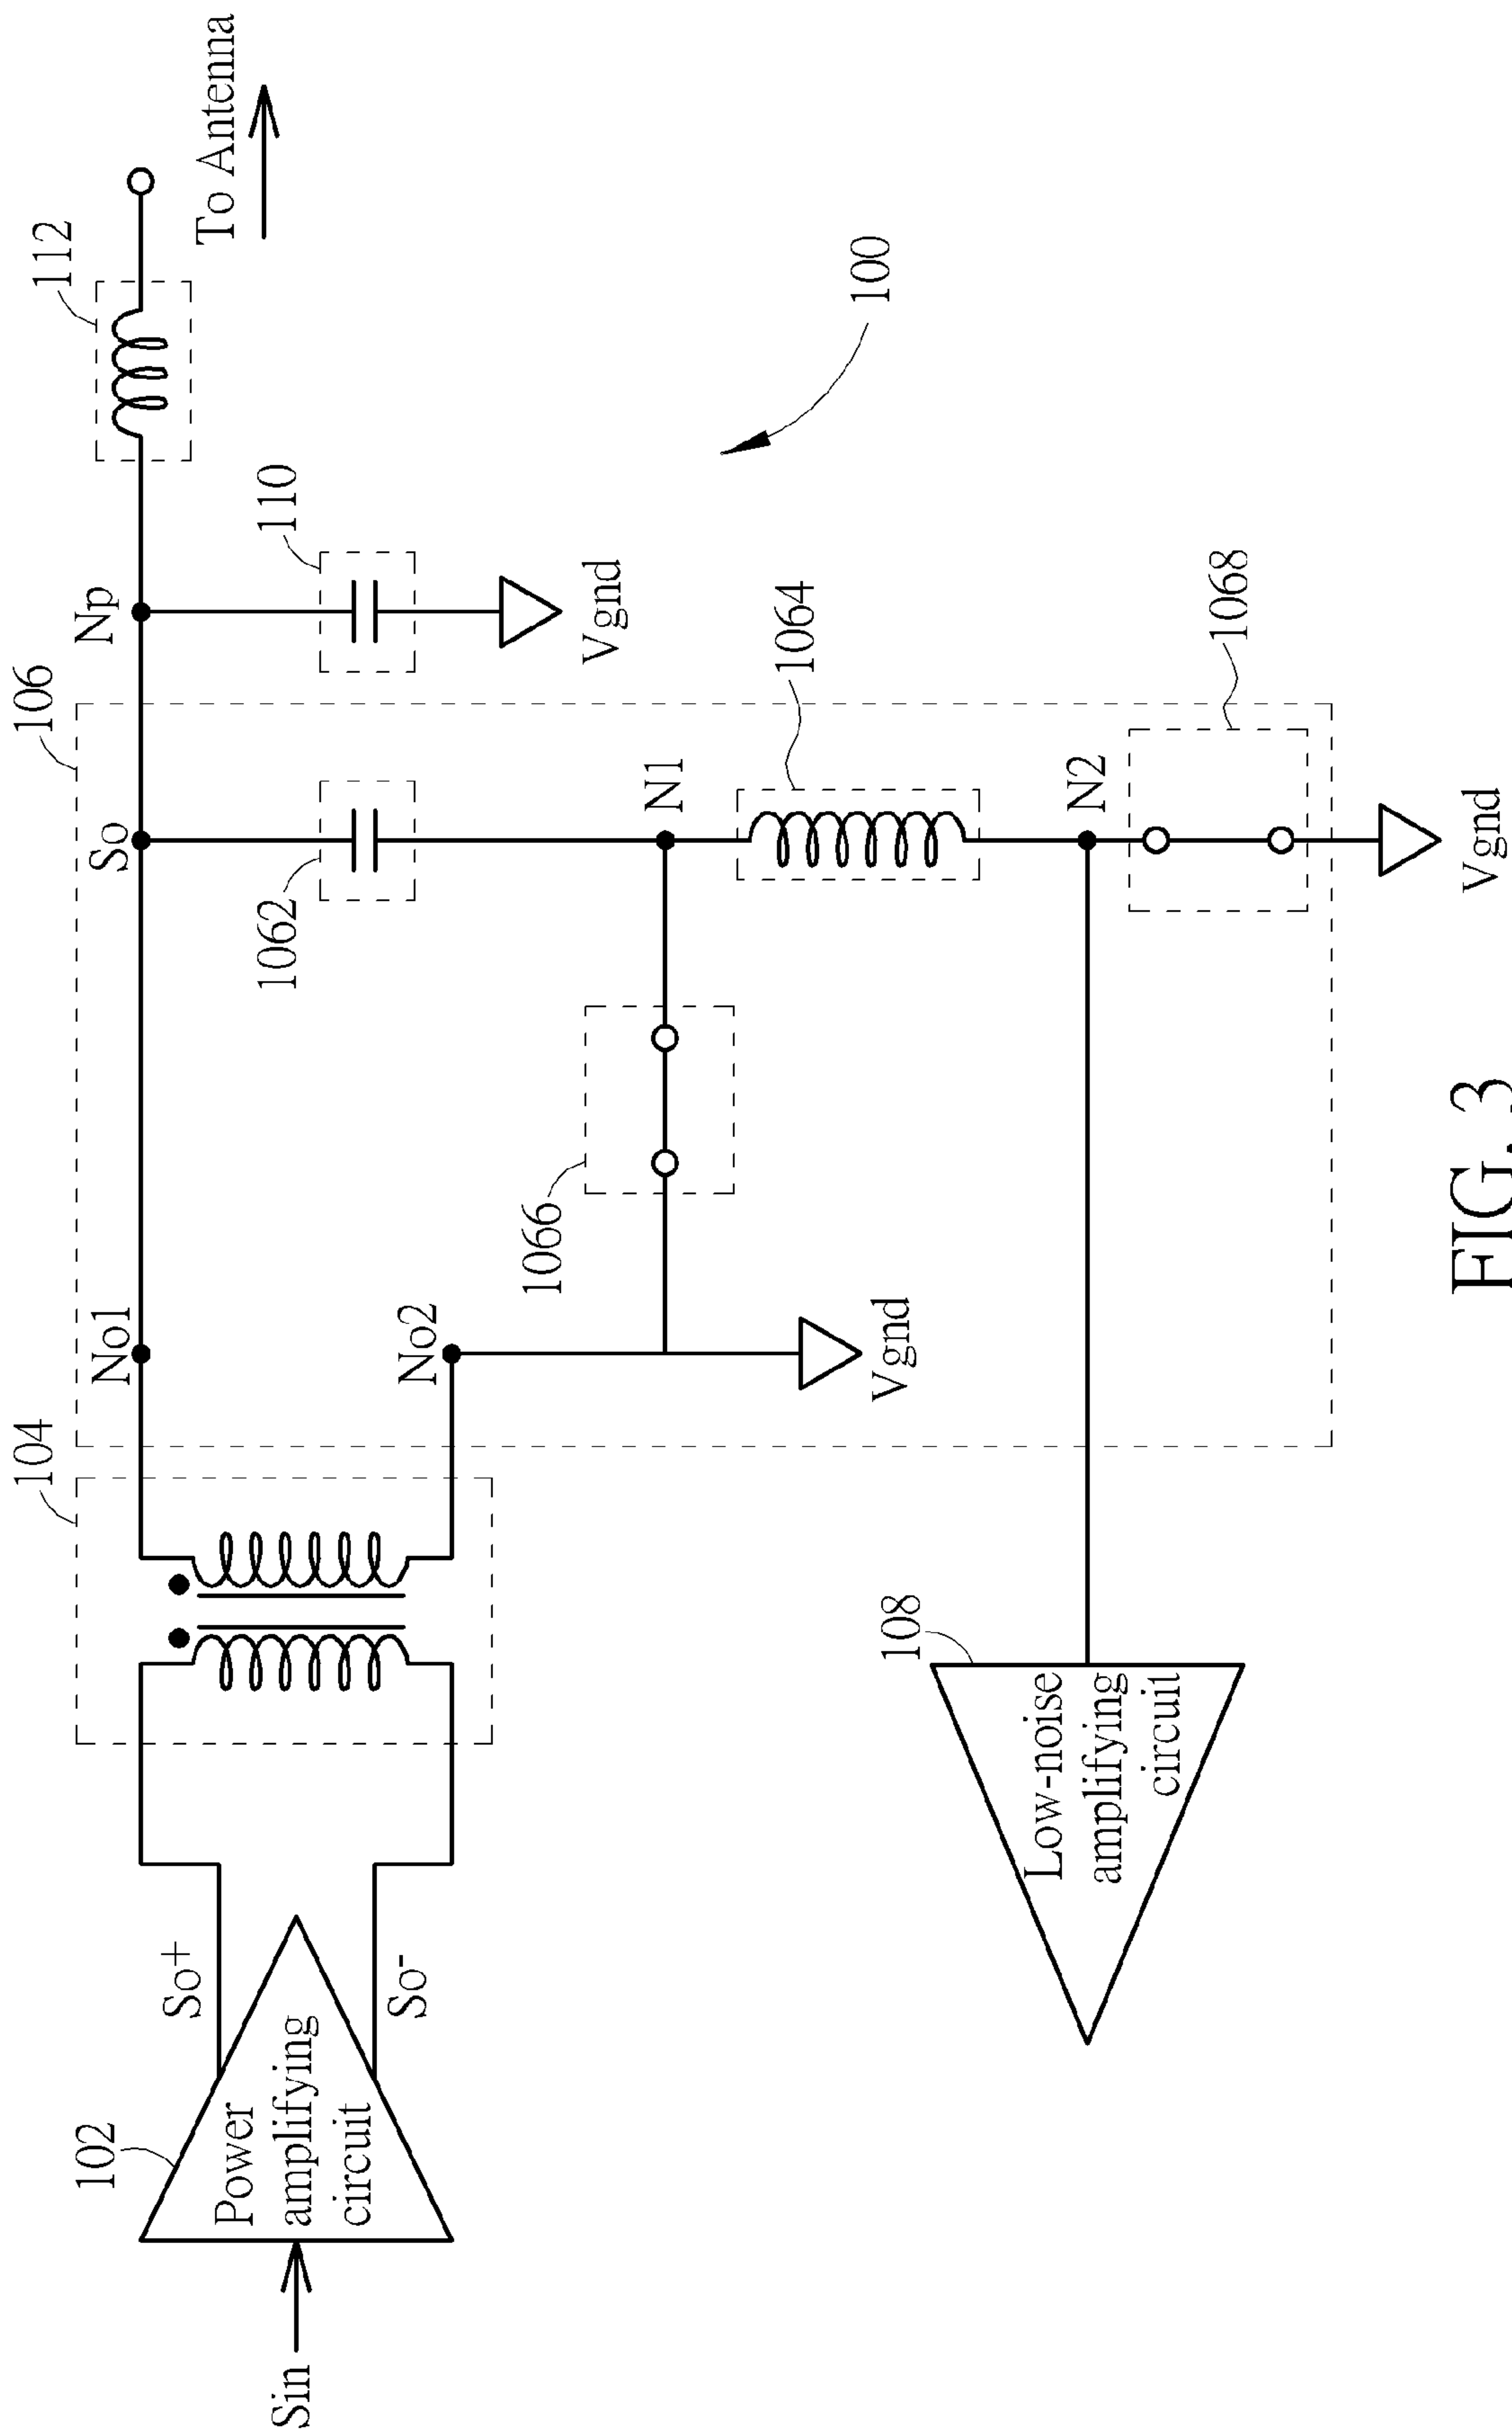 106
112
104
No1
So
Np
To Antenna
102
So+
1062
110
Sin
Power
amplifying
circuit
So-
No2
Vgnd
1066
N1
1064
100
Vgnd
108
Low-noise
amplifying
circuit
N2
1068
Vgnd
FIG. 3